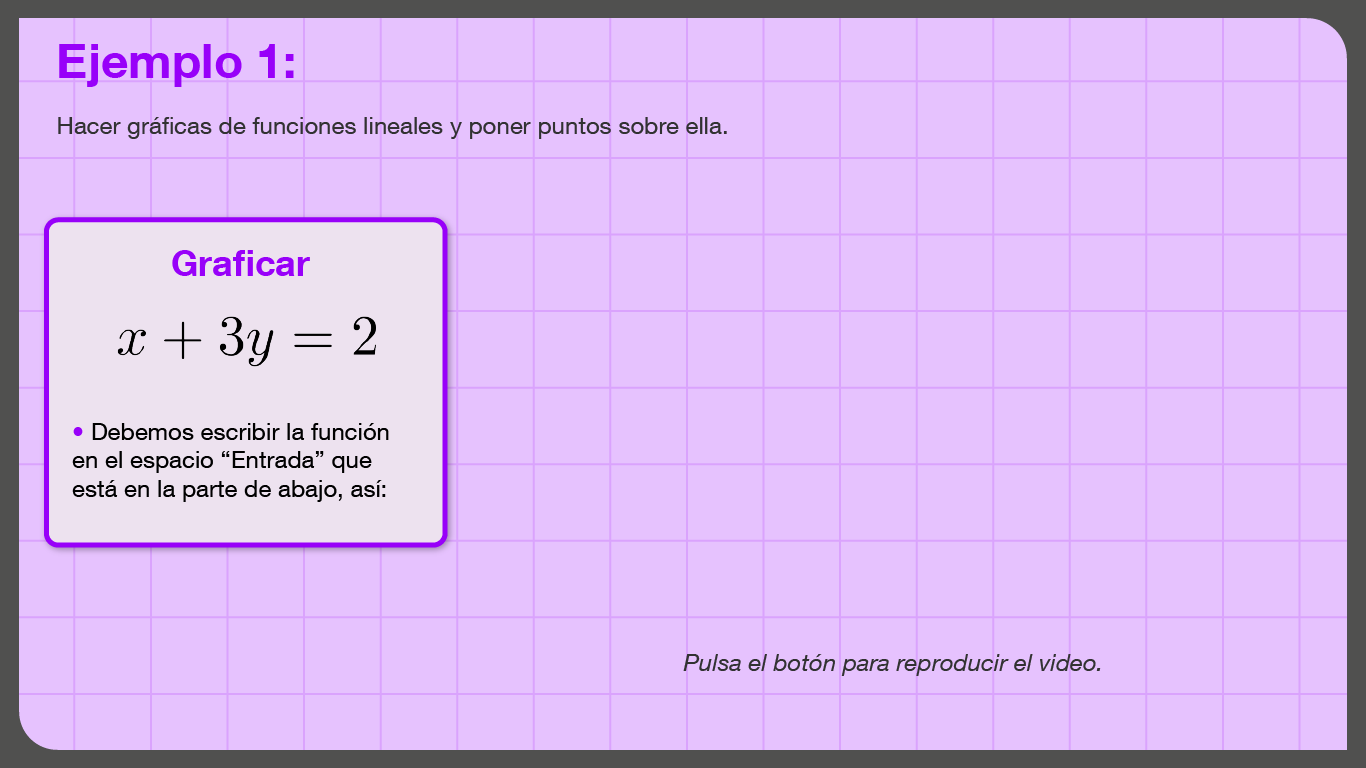 Ejemplo 1:
Hacer gráficas de funciones lineales y poner puntos sobre ella.
Graficar
x + 3y = 2
• Debemos escribir la función
en el espacio “Entrada” que
está en la parte de abajo, así:
Pulsa el botón para reproducir el video.